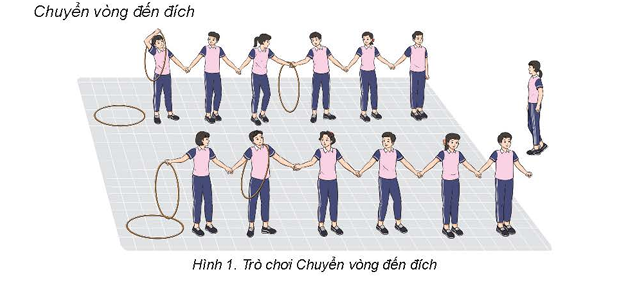 Chuyển vòng đến đích
Hình 1. Trò chơi Chuyển vòng đến đích